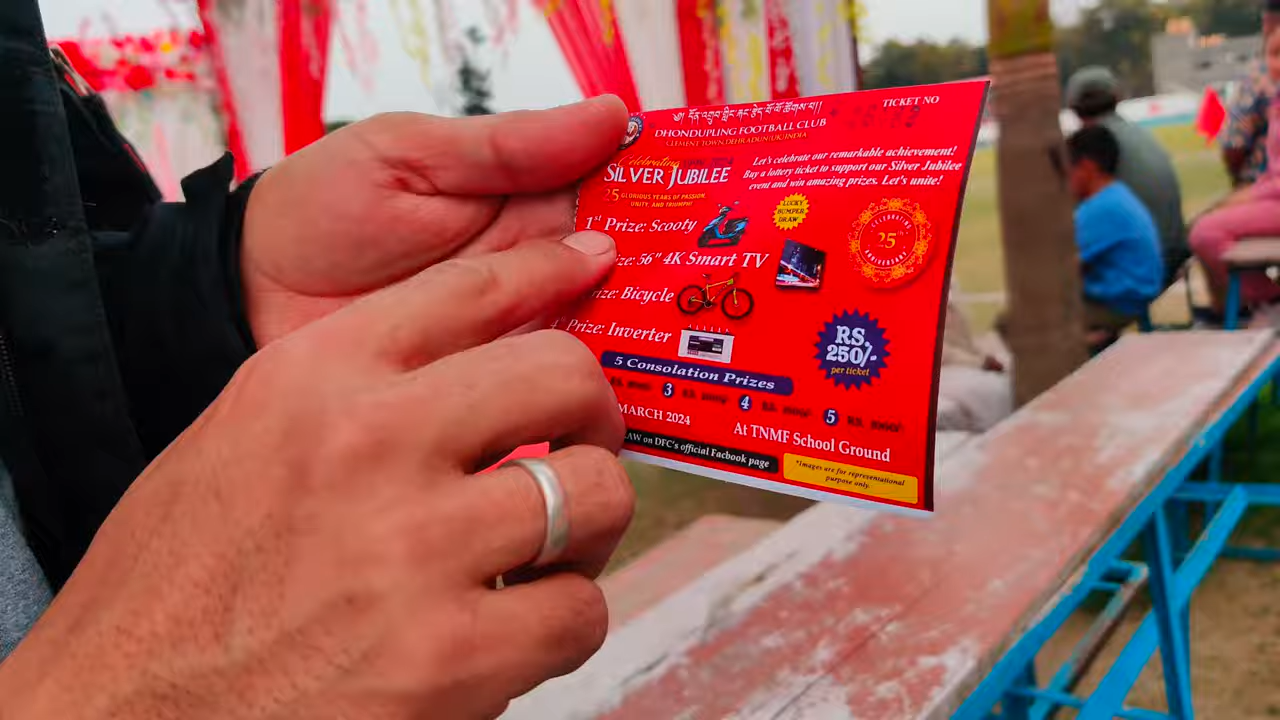 TICKET NO
DHONDUPLING FOOTBALL CLUB
CLEMENT TOWN, DEHRADUN (UK) INDIA
Celebrating
SILVER JUBILEE
25 GLORIOUS YEARS OF PASSION,
UNITY, AND TRIUMPH!
Let's celebrate our remarkable achievement!
Buy a lottery ticket to support our Silver Jubilee
event and win amazing prizes. Let's unite!
1st Prize: Scooty
LUCKY
BUMPER
DRAW
ize: 56" 4K Smart TV
CELEBRATING
25th
ANNIVERSARY
rize: Bicycle
Prize: Inverter
RS.
250/-
per ticket
5 Consolation Prizes
3
4
5
MARCH 2024
At TNMF School Ground
on DFC's official Facbook page
*Images are for representational
purpose only.